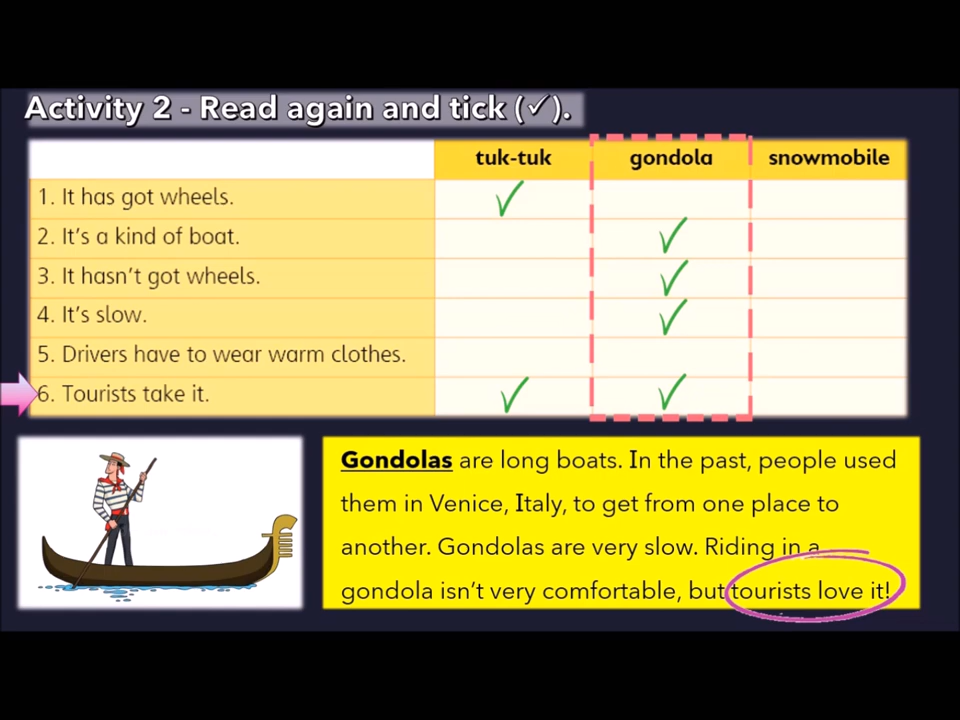 Activity 2 - Read again and tick (✓).
tuk-tuk gondola snowmobile
1. It has got wheels. ✓
2. It's a kind of boat. ✓
3. It hasn't got wheels. ✓
4. It's slow. ✓
5. Drivers have to wear warm clothes.
6. Tourists take it. ✓ ✓
Gondolas are long boats. In the past, people used
them in Venice, Italy, to get from one place to
another. Gondolas are very slow. Riding in a
gondola isn't very comfortable, but tourists love it!